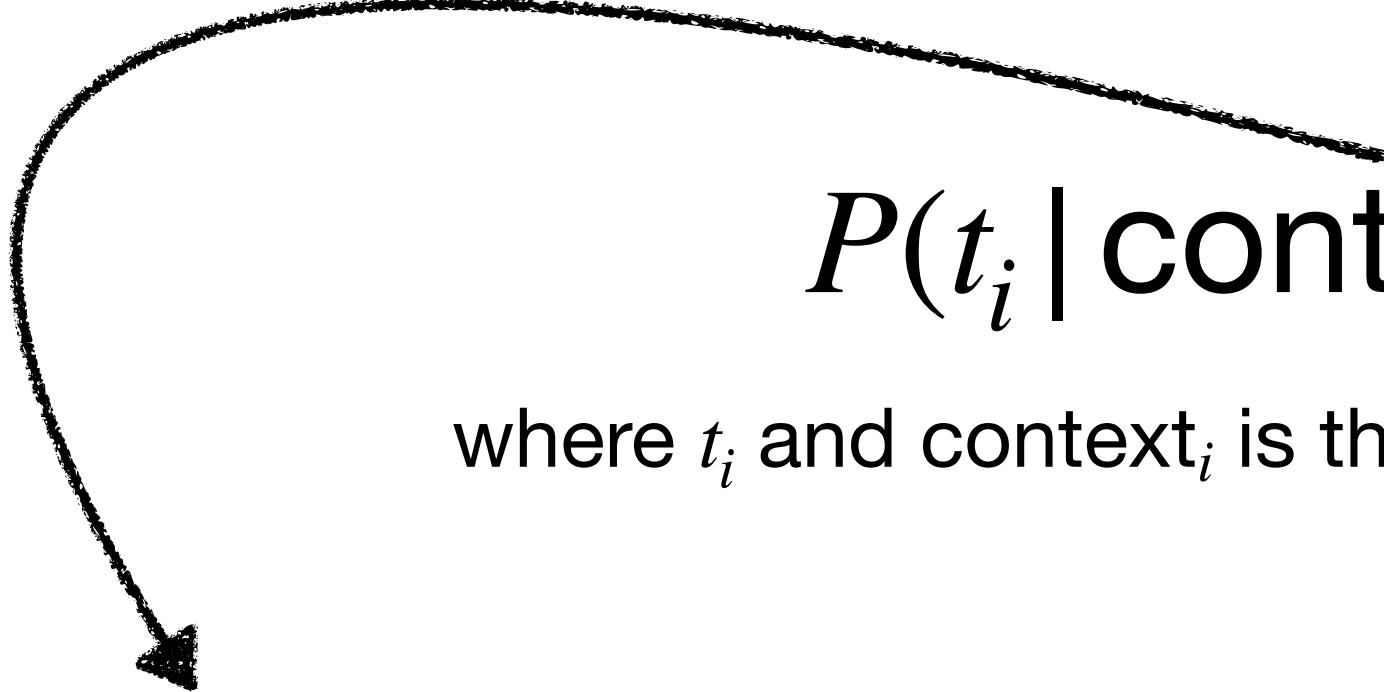 P(t_i | cont
where t_i and context_i is th